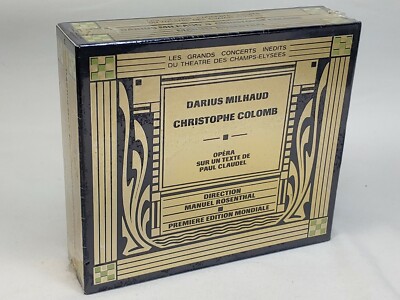 LES GRANDS CONCERTS INEDITS
DU THEATRE DES CHAMPS-ELYSEES
DARIUS MILHAUD
CHRISTOPHE COLOMB
OPÉRA
SUR UN TEXTE DE
PAUL CLAUDEL
DIRECTION
MANUEL ROSENTHAL
PREMIERE EDITION MONDIALE